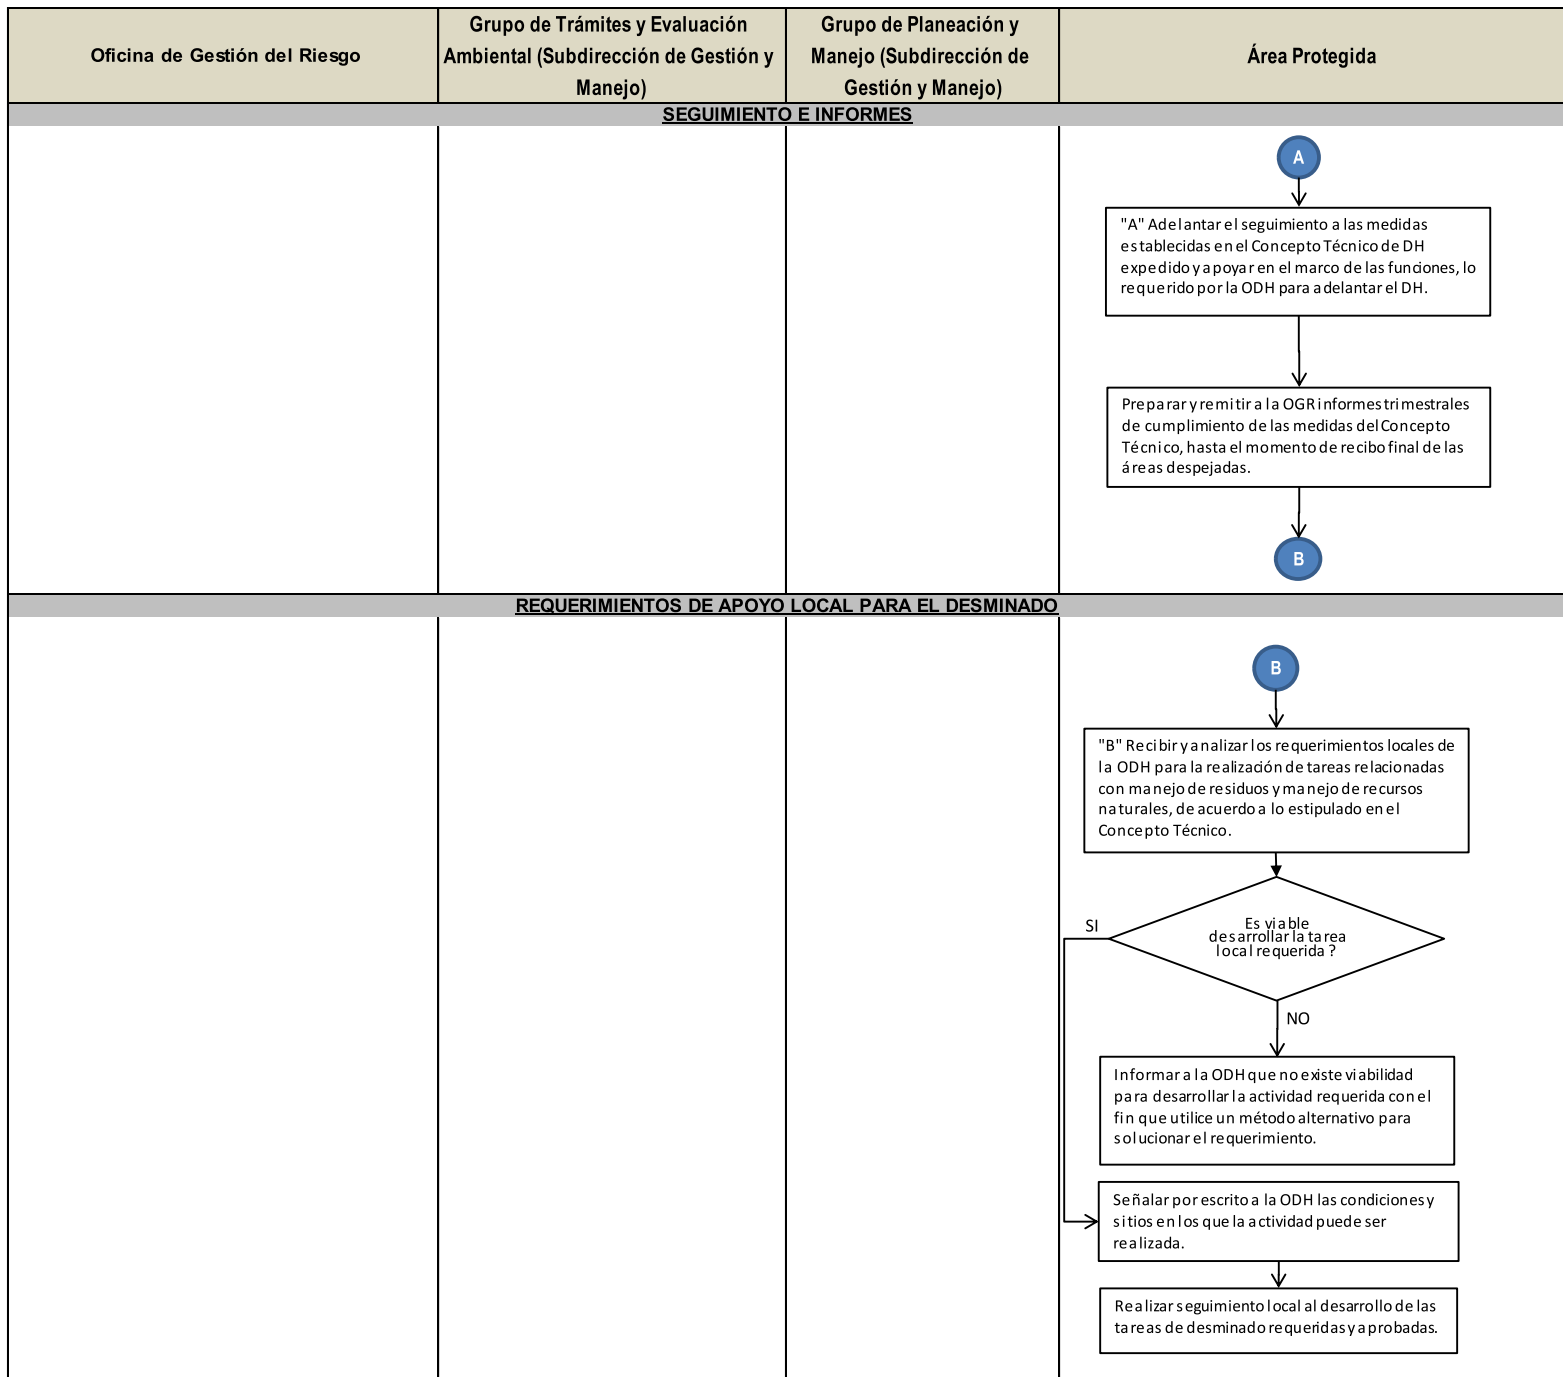 Oficina de Gestión del Riesgo
Grupo de Trámites y Evaluación
Ambiental (Subdirección de Gestión y
Manejo)
Grupo de Planeación y
Manejo (Subdirección de
Gestión y Manejo)
Área Protegida
SEGUIMIENTO E INFORMES
A
"A" Adelantar el seguimiento a las medidas
establecidas en el Concepto Técnico de DH
expedido y apoyar en el marco de las funciones, lo
requerido por la ODH para adelantar el DH.
Preparar y remitir a la OGR informes trimestrales
de cumplimiento de las medidas del Concepto
Técnico, hasta el momento de recibo final de las
áreas despejadas.
B
REQUERIMIENTOS DE APOYO LOCAL PARA EL DESMINADO
B
"B" Recibir y analizar los requerimientos locales de
la ODH para la realización de tareas relacionadas
con manejo de residuos y manejo de recursos
naturales, de acuerdo a lo estipulado en el
Concepto Técnico.
Es viable
desarrollar la tarea
local requerida ?
SI
NO
Informar a la ODH que no existe viabilidad
para desarrollar la actividad requerida con el
fin que utilice un método alternativo para
solucionar el requerimiento.
Señalar por escrito a la ODH las condiciones y
sitios en los que la actividad puede ser
realizada.
Realizar seguimiento local al desarrollo de las
tareas de desminado requeridas y aprobadas.